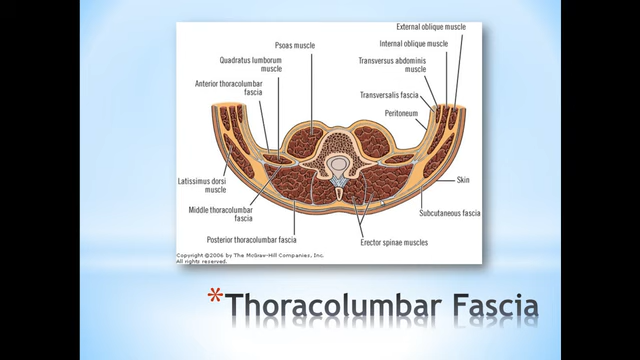 External oblique muscle
Internal oblique muscle
Psoas muscle
Quadratus lumborum
muscle
Transversus abdominis
muscle
Anterior thoracolumbar
fascia
Transversalis fascia
Peritoneum
Latissimus dorsi
muscle
Skin
Middle thoracolumbar
fascia
Subcutaneous fascia
Posterior thoracolumbar fascia
Erector spinae muscles
Copyright ©2006 by The McGraw-Hill Companies, Inc.
All rights reserved.
*Thoracolumbar Fascia